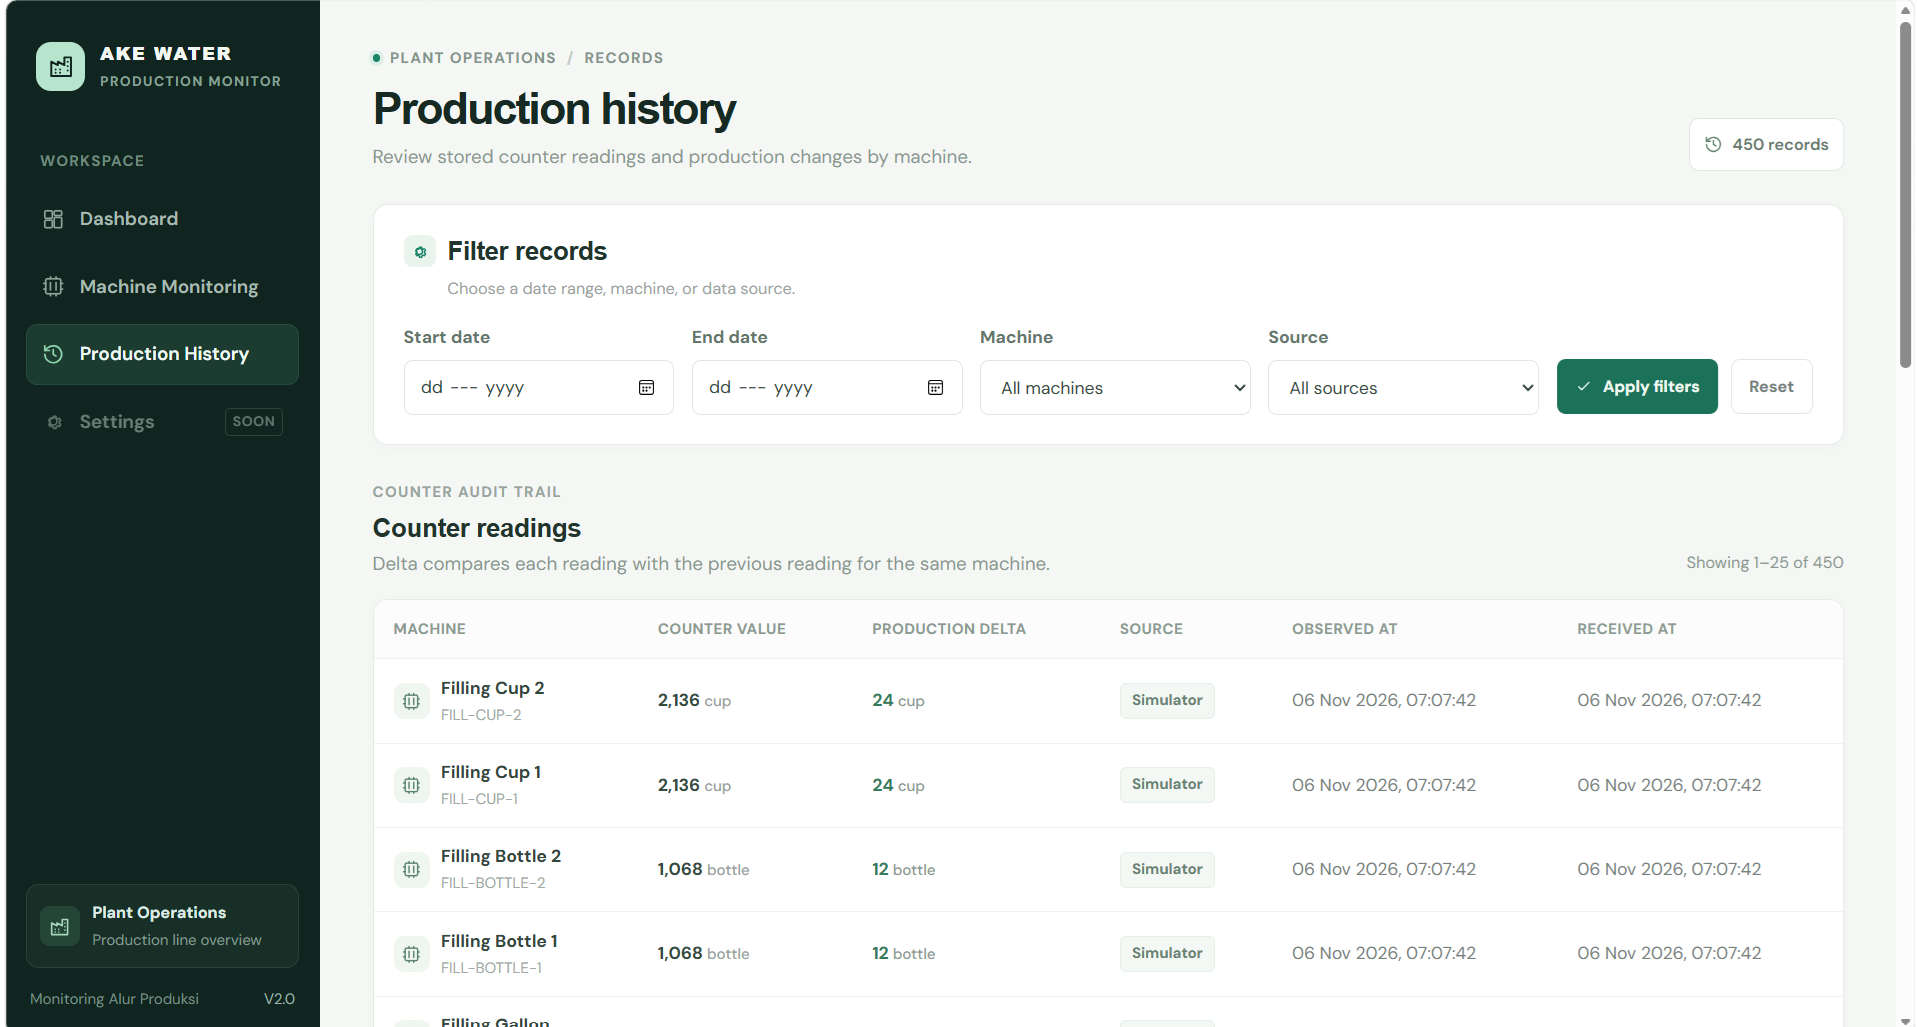 AKE WATER
PRODUCTION MONITOR
WORKSPACE
Dashboard
Machine Monitoring
Production History
Settings SOON
Plant Operations
Production line overview
Monitoring Alur Produksi V2.0
PLANT OPERATIONS / RECORDS
Production history
Review stored counter readings and production changes by machine.
450 records
Filter records
Choose a date range, machine, or data source.
Start date End date Machine Source
dd --- yyyy dd --- yyyy All machines All sources Apply filters Reset
COUNTER AUDIT TRAIL
Counter readings
Delta compares each reading with the previous reading for the same machine.
Showing 1–25 of 450
MACHINE COUNTER VALUE PRODUCTION DELTA SOURCE OBSERVED AT RECEIVED AT
Filling Cup 2
FILL-CUP-2
2,136 cup 24 cup Simulator 06 Nov 2026, 07:07:42 06 Nov 2026, 07:07:42
Filling Cup 1
FILL-CUP-1
2,136 cup 24 cup Simulator 06 Nov 2026, 07:07:42 06 Nov 2026, 07:07:42
Filling Bottle 2
FILL-BOTTLE-2
1,068 bottle 12 bottle Simulator 06 Nov 2026, 07:07:42 06 Nov 2026, 07:07:42
Filling Bottle 1
FILL-BOTTLE-1
1,068 bottle 12 bottle Simulator 06 Nov 2026, 07:07:42 06 Nov 2026, 07:07:42
Filling Gallon